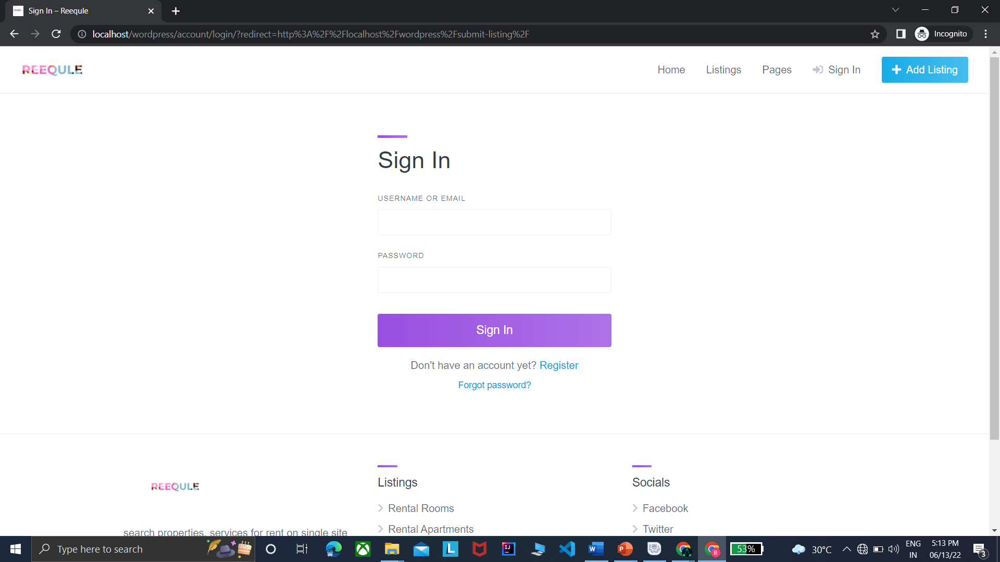 Sign In – Reequle
localhost/wordpress/account/login/?redirect=http%3A%2F%2Flocalhost%2Fwordpress%2Fsubmit-listing%2F
Incognito
REEQULE
Home
Listings
Pages
Sign In
Add Listing
Sign In
USERNAME OR EMAIL
PASSWORD
Sign In
Don't have an account yet? Register
Forgot password?
REEQULE
search properties, services for rent on single site
Listings
Rental Rooms
Rental Apartments
Socials
Facebook
Twitter
Type here to search
53%
30°C
ENG
IN
5:13 PM
06/13/22
3